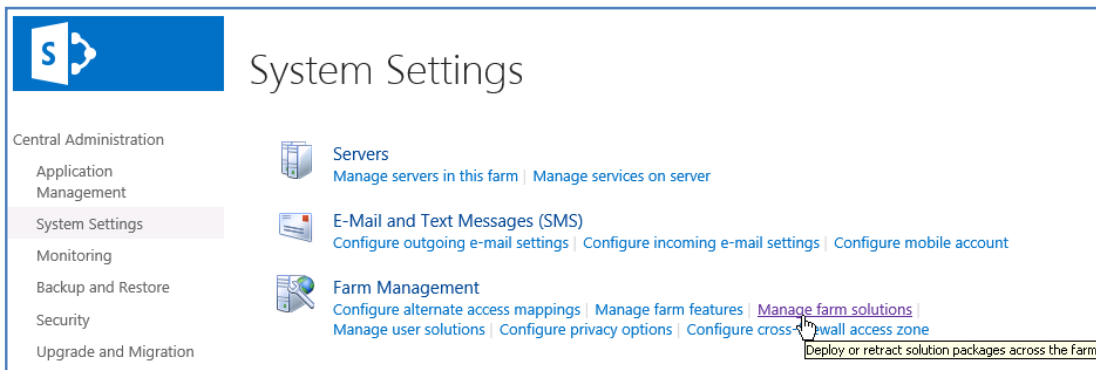 S
System Settings
Central Administration
Application
Management
System Settings
Monitoring
Backup and Restore
Security
Upgrade and Migration
Servers
Manage servers in this farm | Manage services on server
E-Mail and Text Messages (SMS)
Configure outgoing e-mail settings | Configure incoming e-mail settings | Configure mobile account
Farm Management
Configure alternate access mappings | Manage farm features | Manage farm solutions |
Manage user solutions | Configure privacy options | Configure cross-firewall access zone
Deploy or retract solution packages across the farm